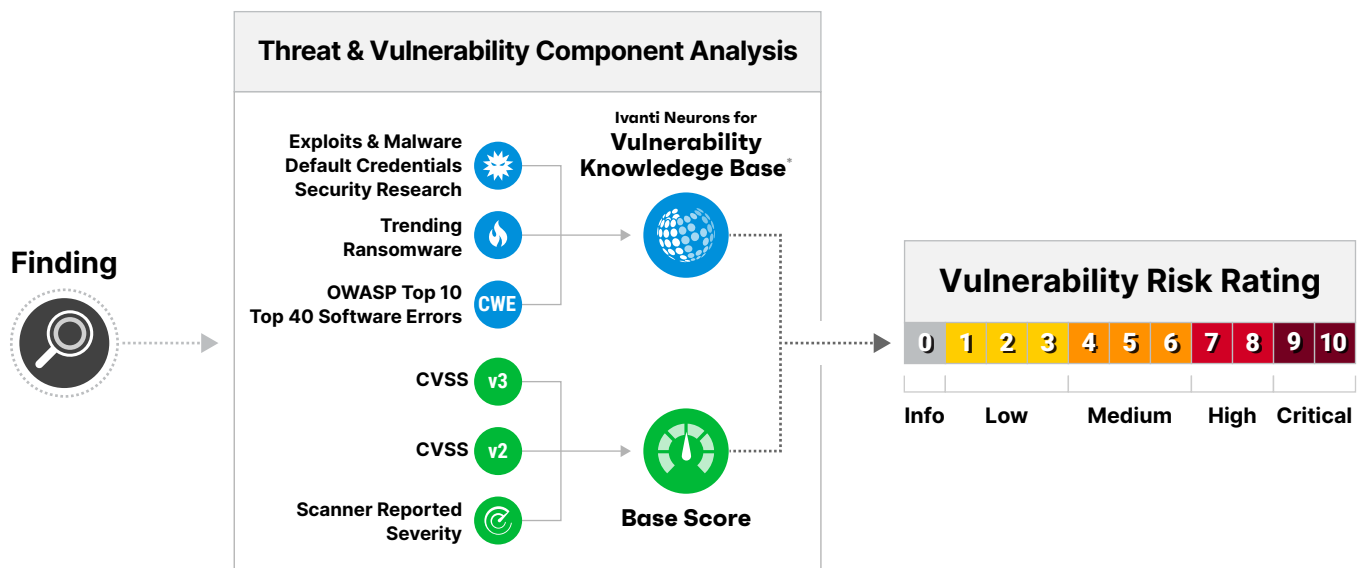 Threat & Vulnerability Component Analysis
Finding
Exploits & Malware
Default Credentials
Security Research
Trending
Ransomware
CWE
OWASP Top 10
Top 40 Software Errors
Ivanti Neurons for
Vulnerability
Knowledege Base*
CVSS
v3
CVSS
v2
Scanner Reported
Severity
Base Score
Vulnerability Risk Rating
0 1 2 3 4 5 6 7 8 9 10
Info Low Medium High Critical